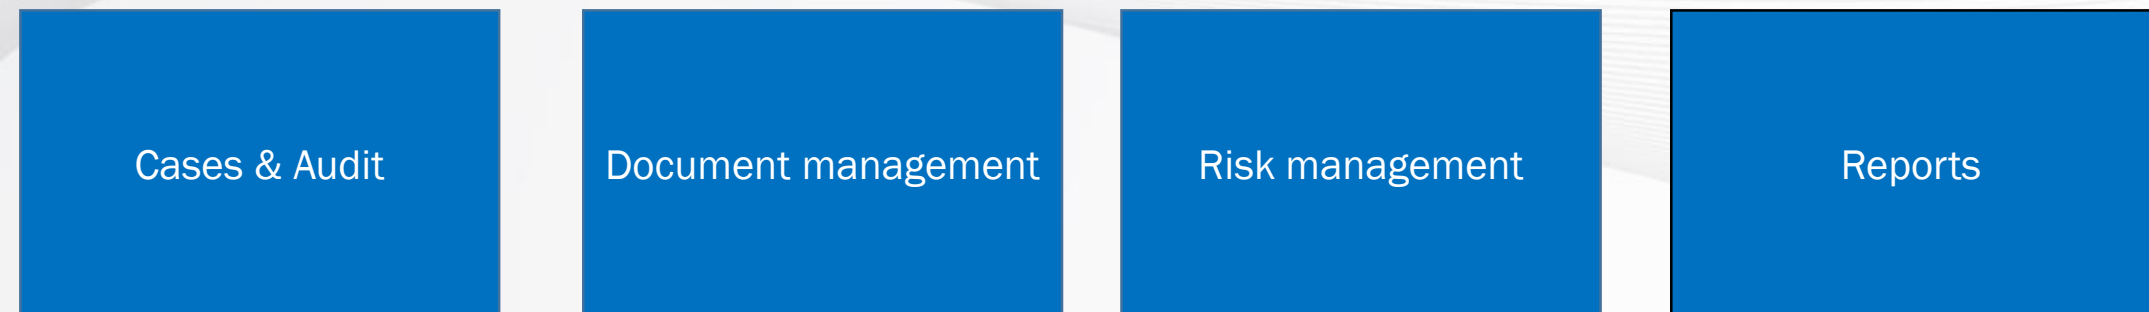 Cases & Audit
Document management
Risk management
Reports